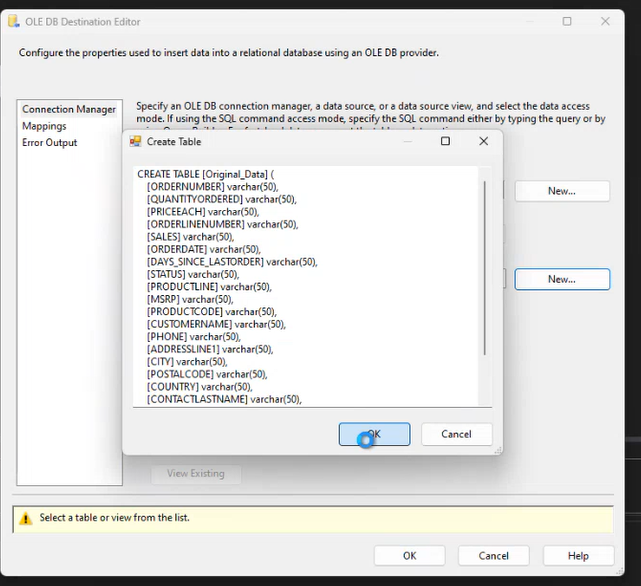 OLE DB Destination Editor
Configure the properties used to insert data into a relational database using an OLE DB provider.
Connection Manager
Mappings
Error Output
Specify an OLE DB connection manager, a data source, or a data source view, and select the data access
mode. If using the SQL command access mode, specify the SQL command either by typing the query or by
Create Table
CREATE TABLE [Original_Data] (
[ORDERNUMBER] varchar(50),
[QUANTITYORDERED] varchar(50),
[PRICEEACH] varchar(50),
[ORDERLINENUMBER] varchar(50),
[SALES] varchar(50),
[ORDERDATE] varchar(50),
[DAYS_SINCE_LASTORDER] varchar(50),
[STATUS] varchar(50),
[PRODUCTLINE] varchar(50),
[MSRP] varchar(50),
[PRODUCTCODE] varchar(50),
[CUSTOMERNAME] varchar(50),
[PHONE] varchar(50),
[ADDRESSLINE1] varchar(50),
[CITY] varchar(50),
[POSTALCODE] varchar(50),
[COUNTRY] varchar(50),
[CONTACTLASTNAME] varchar(50),
OK
Cancel
New...
New...
View Existing
Select a table or view from the list.
OK
Cancel
Help